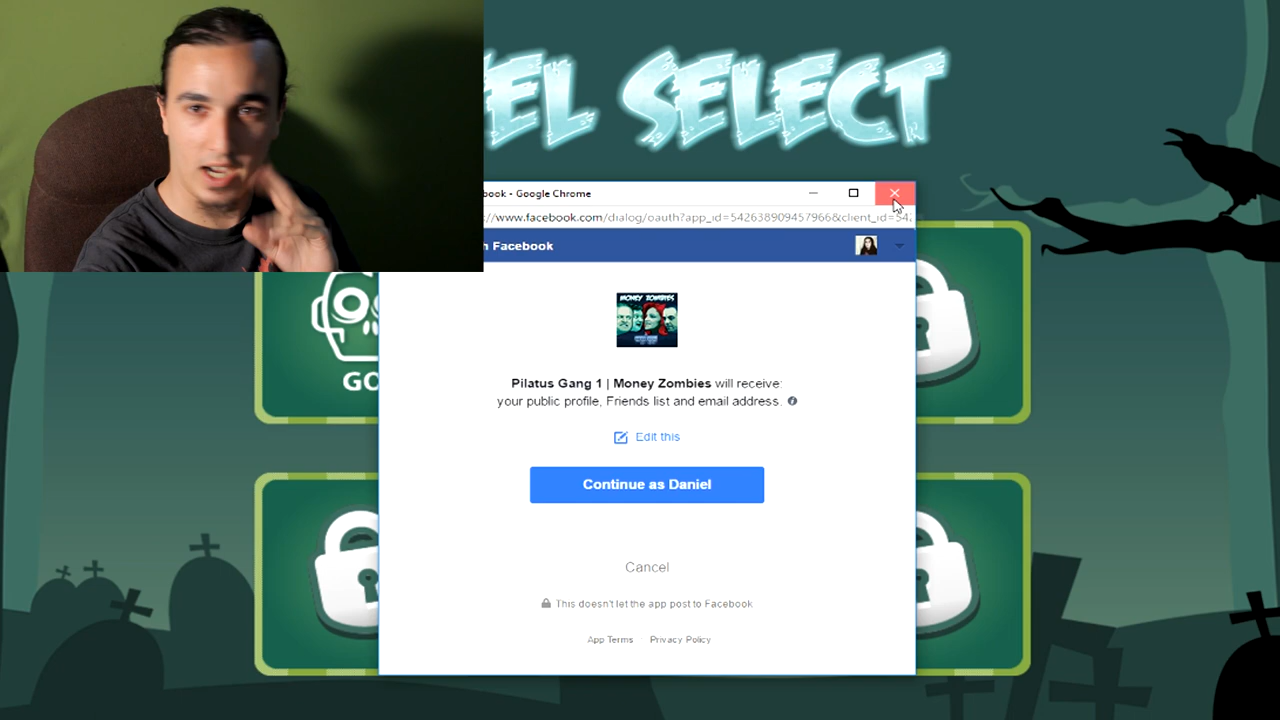 EL SELECT
book - Google Chrome
://www.facebook.com/dialog/oauth?app_id=542638909457966&client_id=542
h Facebook
MONEY ZOMBIES
Pilatus Gang 1 | Money Zombies will receive:
your public profile, Friends list and email address.
GO
Edit this
Continue as Daniel
Cancel
This doesn't let the app post to Facebook
App Terms Privacy Policy